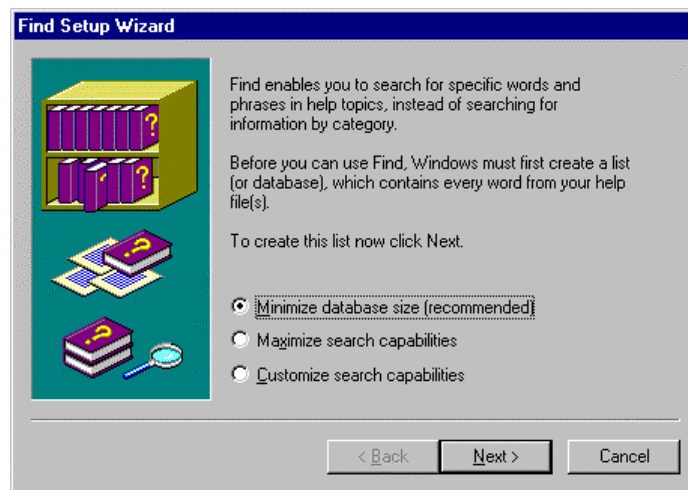 Find Setup Wizard
Find enables you to search for specific words and
phrases in help topics, instead of searching for
information by category.
Before you can use Find, Windows must first create a list
(or database), which contains every word from your help
file(s).
To create this list now click Next.
Minimize database size (recommended)
Maximize search capabilities
Customize search capabilities
< Back
Next >
Cancel